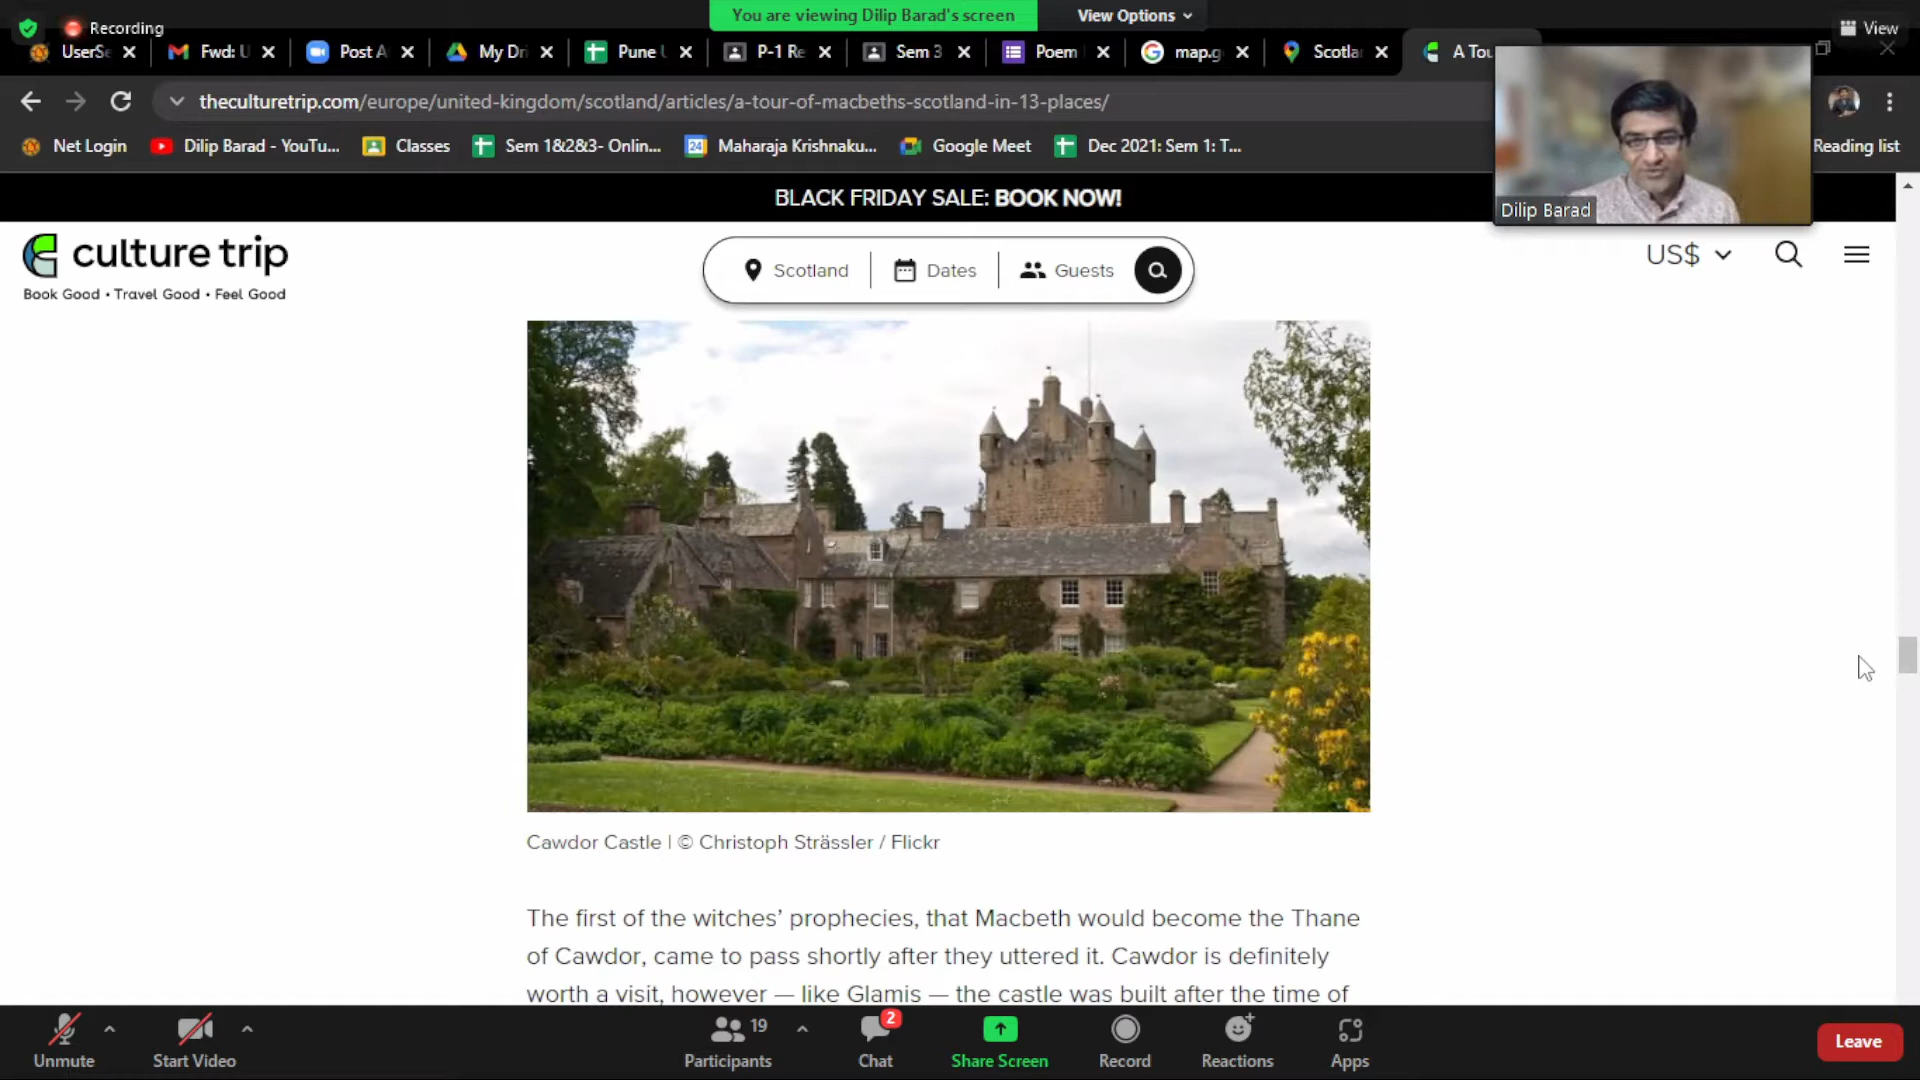 Recording
You are viewing Dilip Barad's screen
View Options
View
UserSe
Fwd: U
Post A
My Dri
Pune U
P-1 Re
Sem 3
Poem
map.g
Scotla
A Tou
theculturetrip.com/europe/united-kingdom/scotland/articles/a-tour-of-macbeths-scotland-in-13-places/
Net Login
Dilip Barad - YouTu...
Classes
Sem 1&2&3- Onlin...
24
Maharaja Krishnaku...
Google Meet
Dec 2021: Sem 1: T...
Reading list
Dilip Barad
BLACK FRIDAY SALE: BOOK NOW!
culture trip
Book Good • Travel Good • Feel Good
Scotland
Dates
Guests
US$
Cawdor Castle | © Christoph Strässler / Flickr
The first of the witches' prophecies, that Macbeth would become the Thane
of Cawdor, came to pass shortly after they uttered it. Cawdor is definitely
worth a visit, however — like Glamis — the castle was built after the time of
Unmute
Start Video
Participants
19
Chat
2
Share Screen
Record
Reactions
Apps
Leave